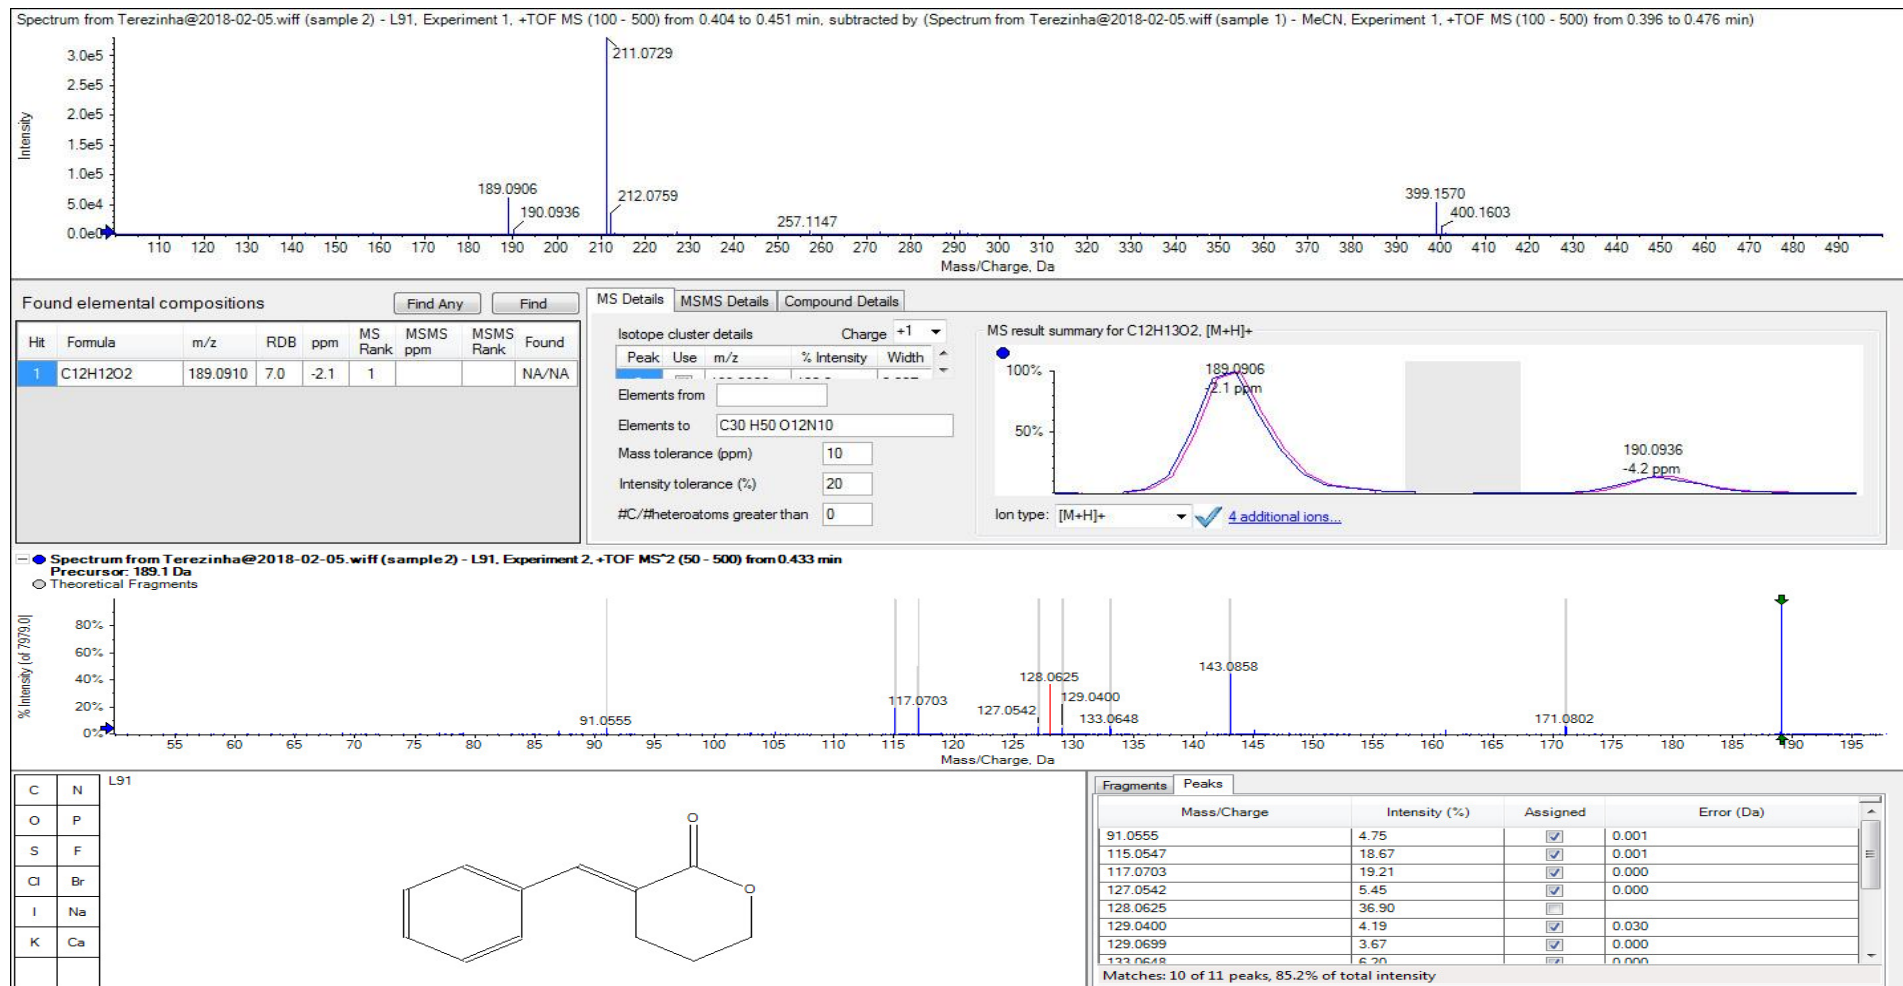 Spectrum from Terezinha@2018-02-05.wiff (sample 2) - L91, Experiment 1, +TOF MS (100 - 500) from 0.404 to 0.451 min, subtracted by (Spectrum from Terezinha@2018-02-05.wiff (sample 1) - MeCN, Experiment 1, +TOF MS (100 - 500) from 0.396 to 0.476 min)
Intensity
3.0e5
2.5e5
2.0e5
1.5e5
1.0e5
5.0e4
0.0e0
211.0729
189.0906
190.0936
212.0759
257.1147
399.1570
400.1603
110 120 130 140 150 160 170 180 190 200 210 220 230 240 250 260 270 280 290 300 310 320 330 340 350 360 370 380 390 400 410 420 430 440 450 460 470 480 490
Mass/Charge, Da
Found elemental compositions
Find Any
Find
Hit Formula m/z RDB ppm MS Rank MSMS ppm MSMS Rank Found
1 C12H12O2 189.0910 7.0 -2.1 1 NA/NA
MS Details
MSMS Details
Compound Details
Isotope cluster details
Charge +1
Peak Use m/z % Intensity Width
Elements from
Elements to C30 H50 O12N10
Mass tolerance (ppm) 10
Intensity tolerance (%) 20
#C/#heteroatoms greater than 0
MS result summary for C12H13O2, [M+H]+
100%
50%
189.0906
-2.1 ppm
190.0936
-4.2 ppm
Ion type: [M+H]+
4 additional ions...
Spectrum from Terezinha@2018-02-05.wiff (sample 2) - L91, Experiment 2, +TOF MS^2 (50 - 500) from 0.433 min
Precursor: 189.1 Da
Theoretical Fragments
% Intensity (of 7979.0)
80%
60%
40%
20%
0%
91.0555
117.0703
127.0542
128.0625
129.0400
133.0648
143.0858
171.0802
55 60 65 70 75 80 85 90 95 100 105 110 115 120 125 130 135 140 145 150 155 160 165 170 175 180 185 190 195
Mass/Charge, Da
C N
O P
S F
Cl Br
I Na
K Ca
L91
O
O
Fragments
Peaks
Mass/Charge Intensity (%) Assigned Error (Da)
91.0555 4.75 0.001
115.0547 18.67 0.001
117.0703 19.21 0.000
127.0542 5.45 0.000
128.0625 36.90
129.0400 4.19 0.030
129.0699 3.67 0.000
133.0648 6.20 0.000
Matches: 10 of 11 peaks, 85.2% of total intensity